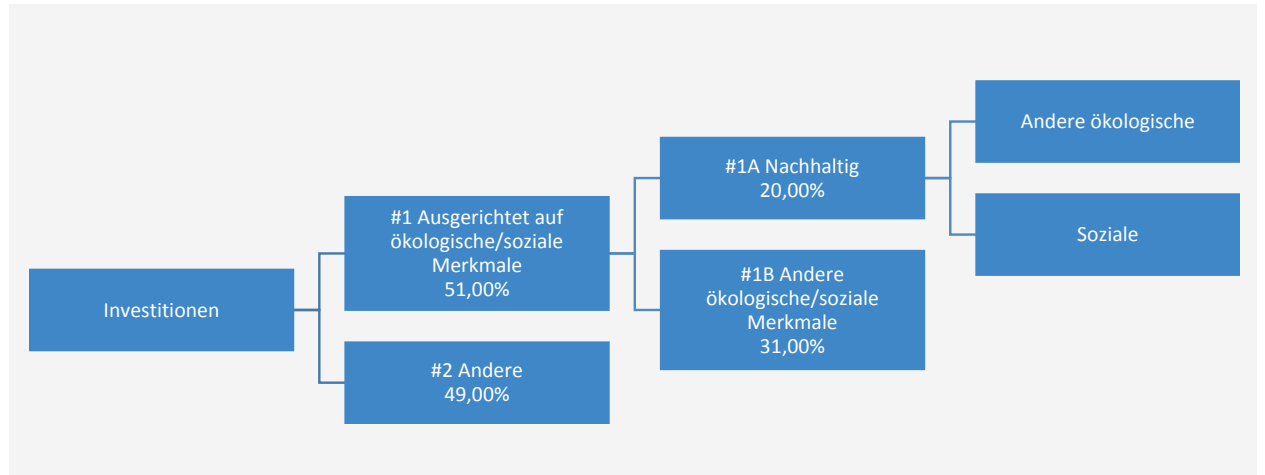 Investitionen
#1 Ausgerichtet auf
ökologische/soziale
Merkmale
51,00%
#2 Andere
49,00%
#1A Nachhaltig
20,00%
#1B Andere
ökologische/soziale
Merkmale
31,00%
Andere ökologische
Soziale